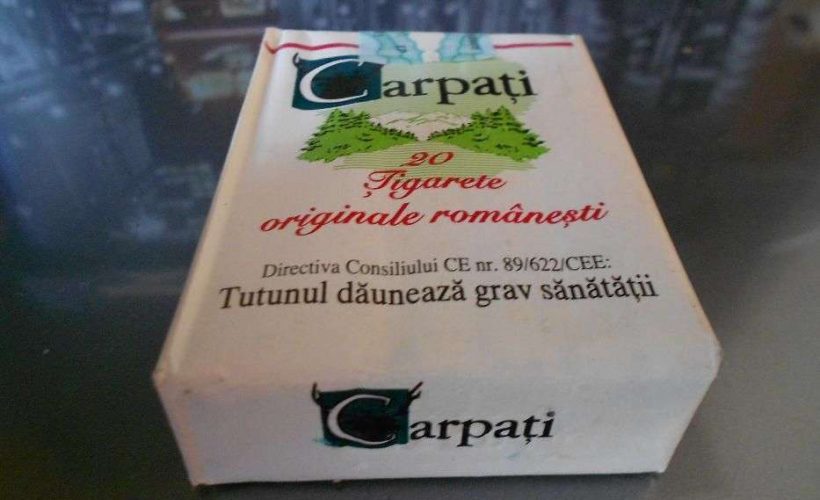 Carpați
20
Țigarete
originale românești
Directiva Consiliului CE nr. 89/622/CEE:
Tutunul dăunează grav sănătății
Carpați